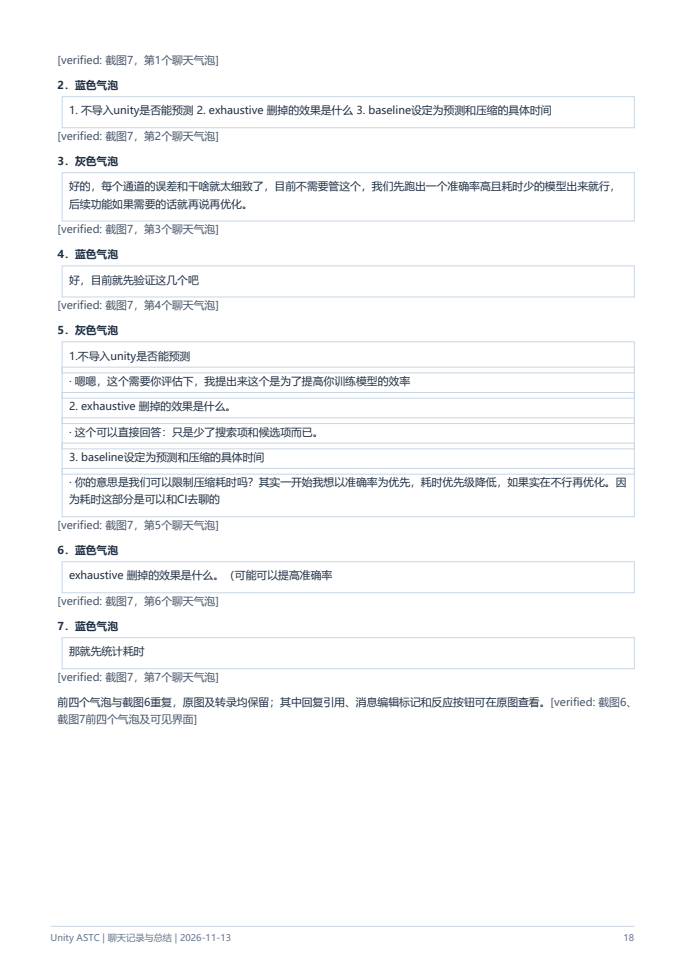 [verified: 截图7，第1个聊天气泡]
2．蓝色气泡
1. 不导入unity是否能预测 2. exhaustive 删掉的效果是什么 3. baseline设定为预测和压缩的具体时间
[verified: 截图7，第2个聊天气泡]
3．灰色气泡
好的，每个通道的误差和干啥就太细致了，目前不需要管这个，我们先跑出一个准确率高且耗时少的模型出来就行，
后续功能如果需要的话就再说再优化。
[verified: 截图7，第3个聊天气泡]
4．蓝色气泡
好，目前就先验证这几个吧
[verified: 截图7，第4个聊天气泡]
5．灰色气泡
1.不导入unity是否能预测
· 嗯嗯，这个需要你评估下，我提出来这个是为了提高你训练模型的效率
2. exhaustive 删掉的效果是什么。
· 这个可以直接回答：只是少了搜索项和候选项而已。
3. baseline设定为预测和压缩的具体时间
· 你的意思是我们可以限制压缩耗时吗？其实一开始我想以准确率为优先，耗时优先级降低，如果实在不行再优化。因
为耗时这部分是可以和CI去聊的
[verified: 截图7，第5个聊天气泡]
6．蓝色气泡
exhaustive 删掉的效果是什么。（可能可以提高准确率
[verified: 截图7，第6个聊天气泡]
7．蓝色气泡
那就先统计耗时
[verified: 截图7，第7个聊天气泡]
前四个气泡与截图6重复，原图及转录均保留；其中回复引用、消息编辑标记和反应按钮可在原图查看。[verified: 截图6、
截图7前四个气泡及可见界面]
Unity ASTC | 聊天记录与总结 | 2026-11-13
18